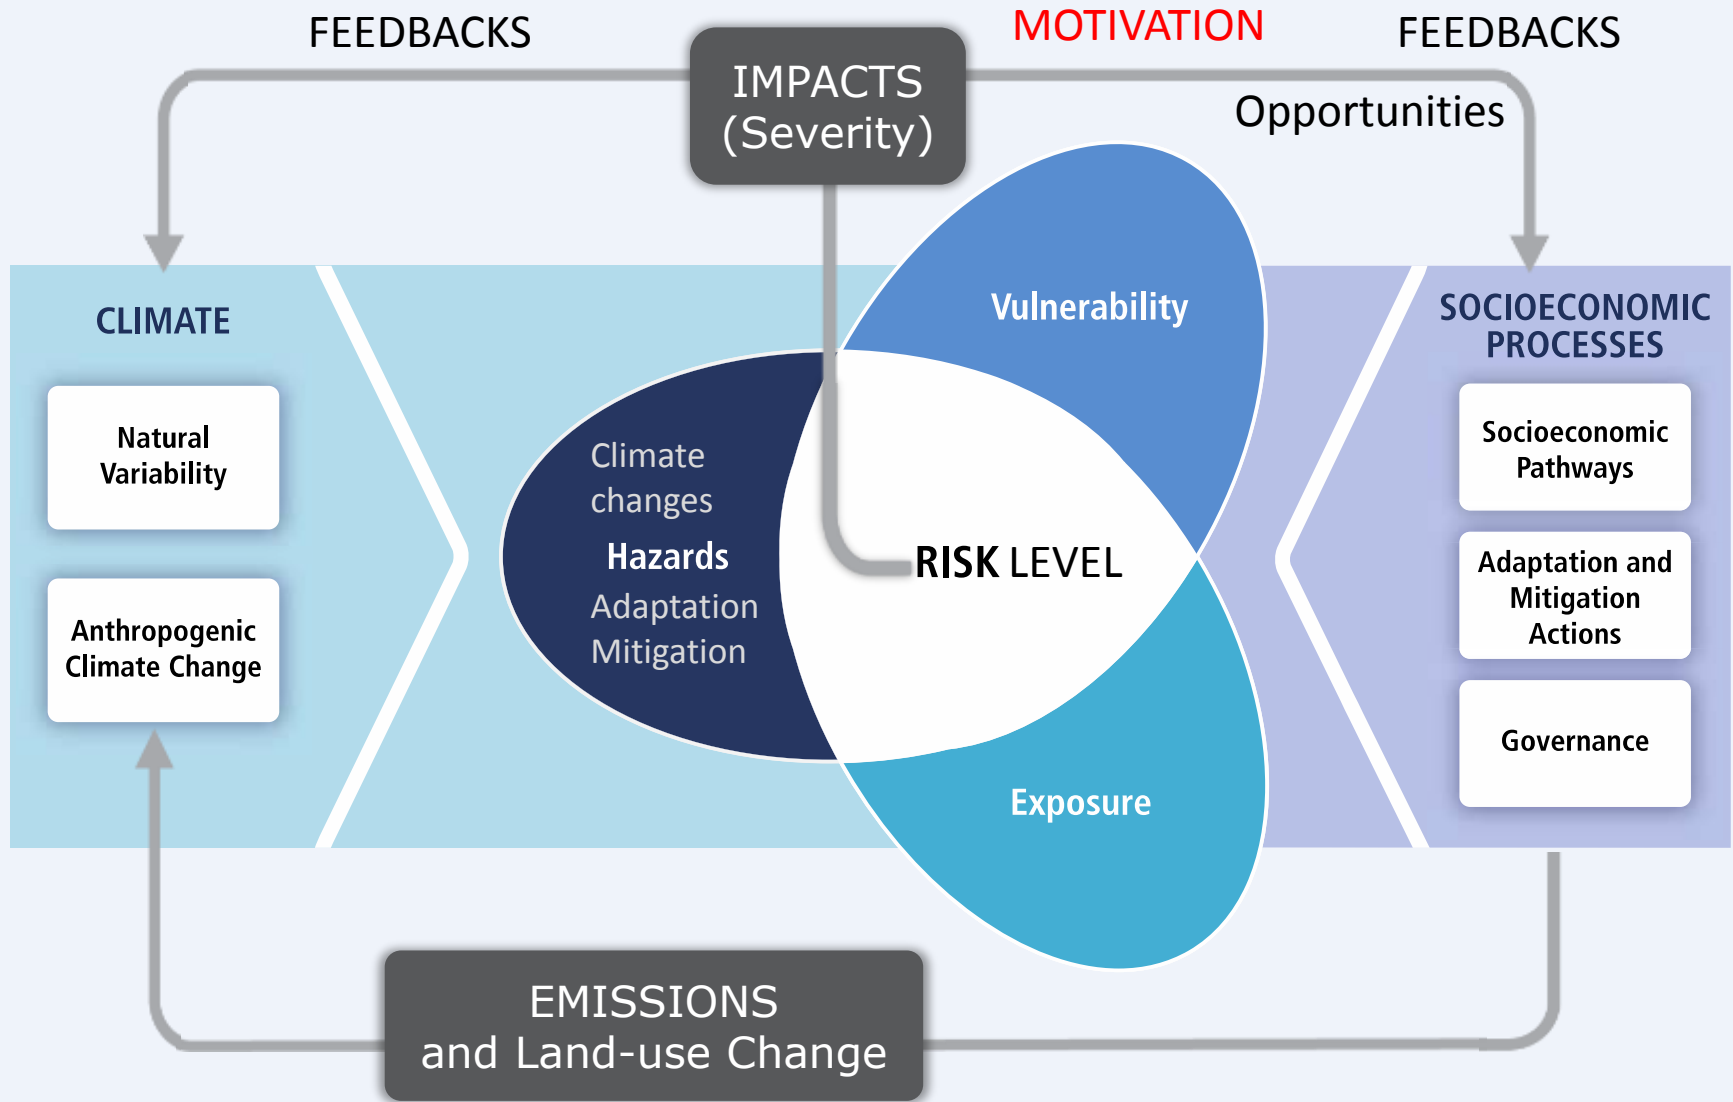 FEEDBACKS
MOTIVATION
FEEDBACKS
IMPACTS
(Severity)
Opportunities
CLIMATE
Natural
Variability
Anthropogenic
Climate Change
Vulnerability
Climate
changes
Hazards
Adaptation
Mitigation
RISK LEVEL
Exposure
SOCIOECONOMIC
PROCESSES
Socioeconomic
Pathways
Adaptation and
Mitigation
Actions
Governance
EMISSIONS
and Land-use Change